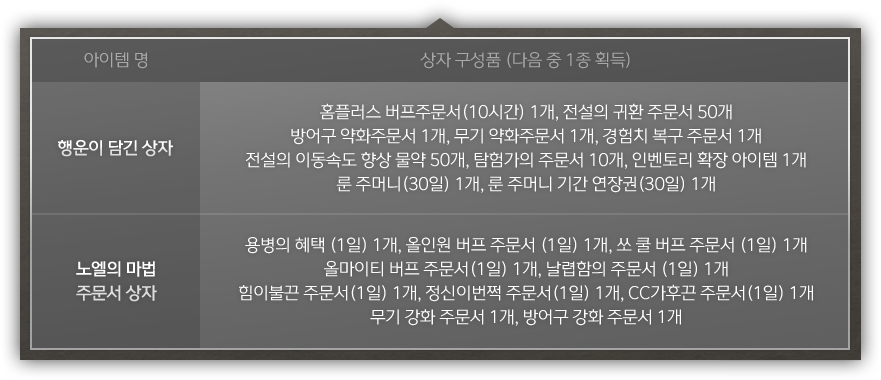 아이템 명
상자 구성품 (다음 중 1종 획득)
행운이 담긴 상자
홈플러스 버프주문서(10시간) 1개, 전설의 귀환 주문서 50개
방어구 약화주문서 1개, 무기 약화주문서 1개, 경험치 복구 주문서 1개
전설의 이동속도 향상 물약 50개, 탐험가의 주문서 10개, 인벤토리 확장 아이템 1개
룬 주머니(30일) 1개, 룬 주머니 기간 연장권(30일) 1개
노엘의 마법
주문서 상자
용병의 혜택 (1일) 1개, 올인원 버프 주문서 (1일) 1개, 쏘 쿨 버프 주문서 (1일) 1개
올마이티 버프 주문서(1일) 1개, 날렵함의 주문서 (1일) 1개
힘이불끈 주문서(1일) 1개, 정신이번쩍 주문서(1일) 1개, CC가후끈 주문서(1일) 1개
무기 강화 주문서 1개, 방어구 강화 주문서 1개